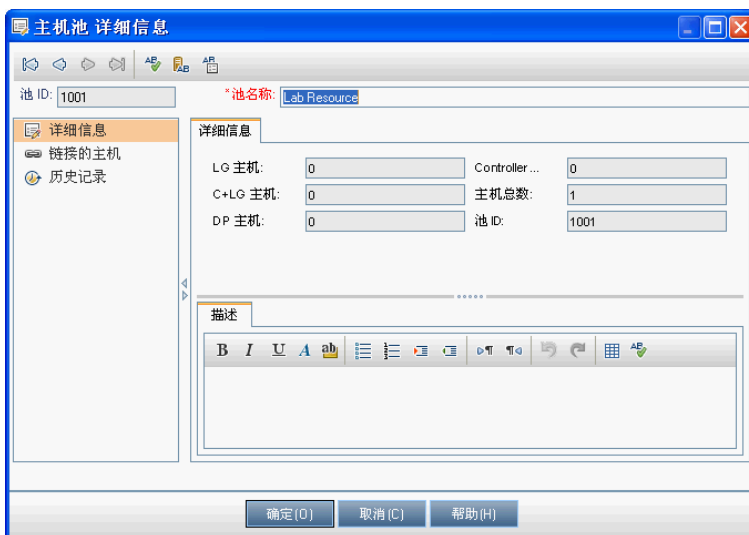 主机池 详细信息
池 ID: 1001 *池名称: Lab Resource
详细信息
链接的主机
历史记录
详细信息
LG 主机: 0 Controller... 0
C+LG 主机: 0 主机总数: 1
DP 主机: 0 池 ID: 1001
描述
B I U A ab
确定(O) 取消(C) 帮助(H)